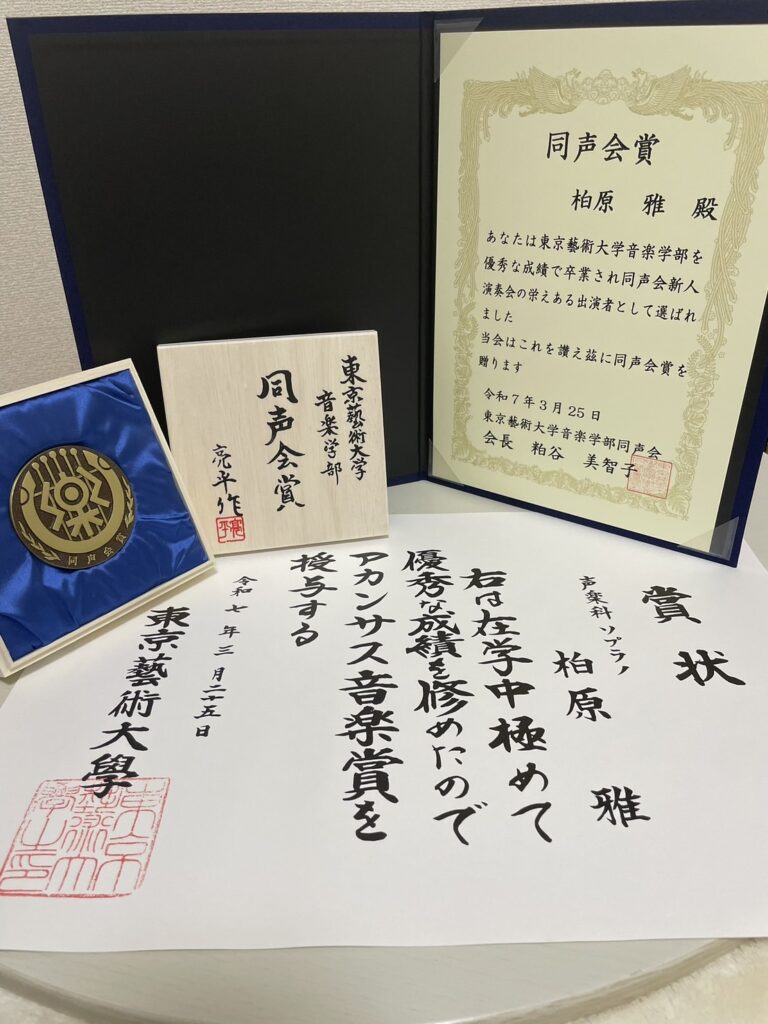 同声会賞
柏原 雅 殿
あなたは東京藝術大学音楽学部を
優秀な成績で卒業され同声会新人
演奏会の栄えある出演者として選ばれ
ました
当会はこれを讃え茲に同声会賞を
贈ります
令和7年3月25日
東京藝術大学音楽学部同声会
会長 粕谷 美智子
東京藝術大学
音楽学部
同声会賞
亮平作
同声会賞
賞状
声楽科ソプラノ
柏原 雅
右は在学中極めて
優秀な成績を修めたので
アカンサス音楽賞を
授与する
令和七年三月二十五日
東京藝術大學